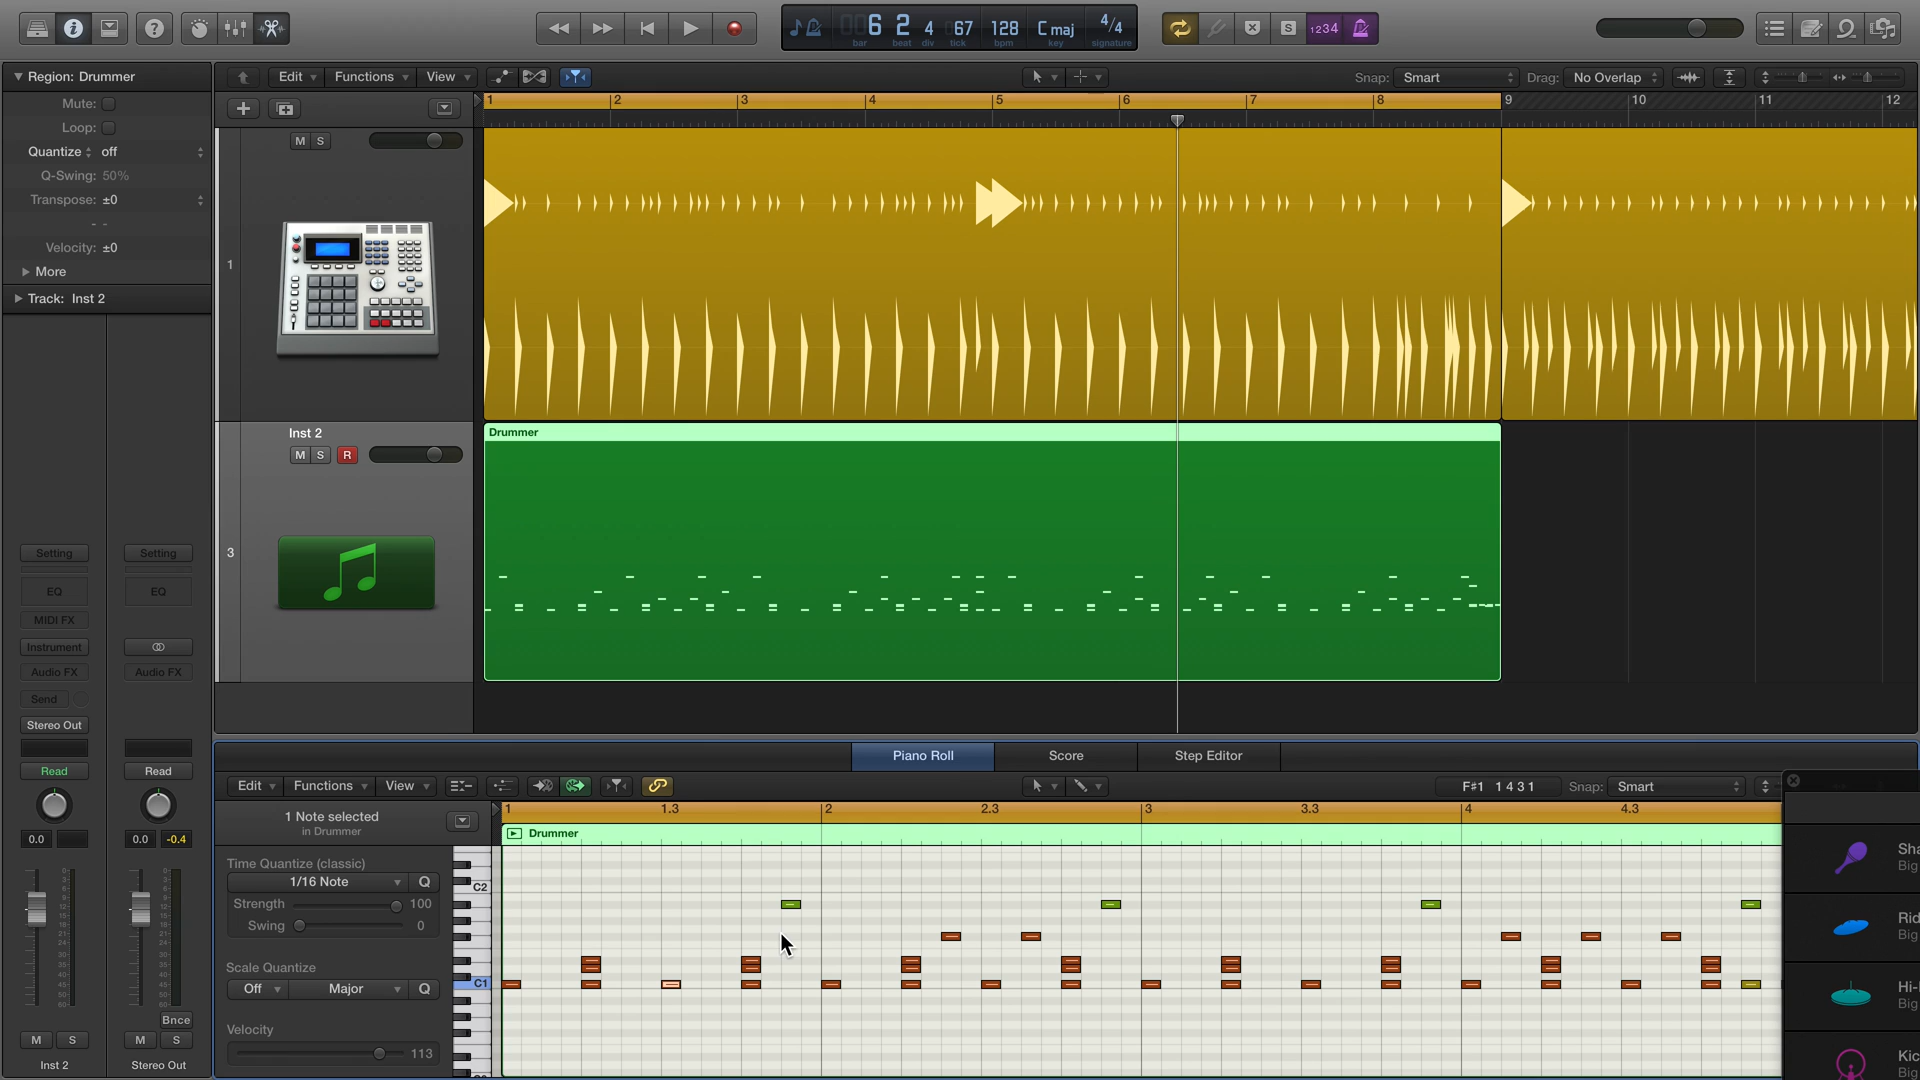 6 2 4 67 128 C maj 4/4
bar beat div tick bpm key signature
S 1234
Region: Drummer
Edit Functions View
Snap: Smart Drag: No Overlap
Mute:
Loop:
Quantize off
Q-Swing: 50%
Transpose: ±0
- -
Velocity: ±0
More
Track: Inst 2
1 2 3 4 5 6 7 8 9 10 11 12
M S
1
Inst 2
M S R
3
Drummer
Setting Setting
EQ EQ
MIDI FX
Instrument
Audio FX Audio FX
Send
Stereo Out
Read Read
0.0 0.0 -0.4
Bnce
M S M S
Inst 2 Stereo Out
Piano Roll Score Step Editor
Edit Functions View
F#1 1 4 3 1 Snap: Smart
1 Note selected
in Drummer
1 1.3 2 2.3 3 3.3 4 4.3
Drummer
Time Quantize (classic)
1/16 Note Q
Strength 100
Swing 0
Scale Quantize
Off Major Q
Velocity
113
C2
C1
Sha
Big
Rid
Big
Hi-
Big
Kic
Big